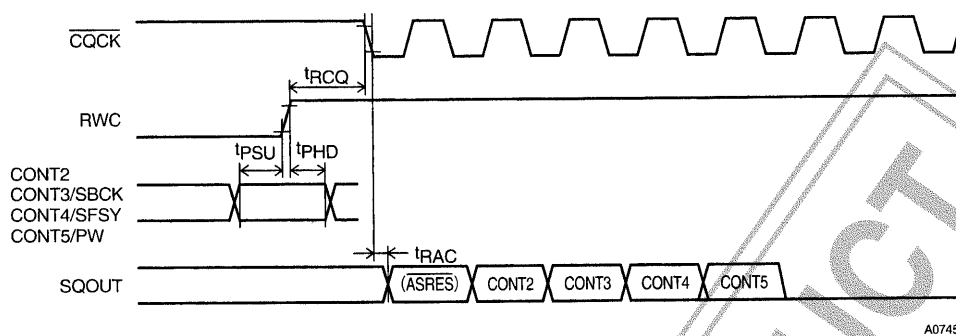 CQCK
tRCQ
RWC
tPSU
tPHD
CONT2
CONT3/SBCK
CONT4/SFSY
CONT5/PW
tRAC
SQOUT
(ASRES)
CONT2
CONT3
CONT4
CONT5
A0745